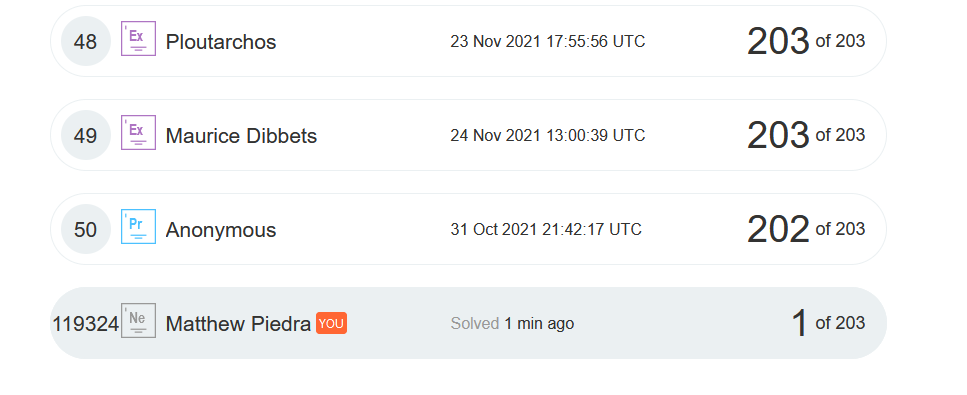 48 Ex Ploutarchos 23 Nov 2021 17:55:56 UTC 203 of 203
49 Ex Maurice Dibbets 24 Nov 2021 13:00:39 UTC 203 of 203
50 Pr Anonymous 31 Oct 2021 21:42:17 UTC 202 of 203
119324 Ne Matthew Piedra YOU Solved 1 min ago 1 of 203